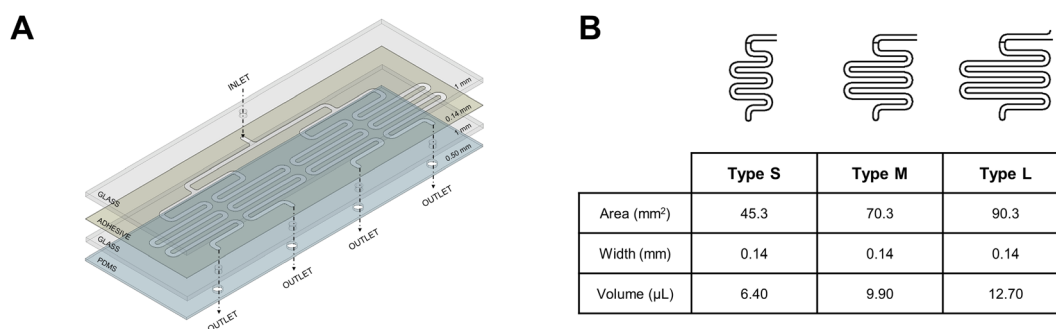 A
INLET
1 mm
0.14 mm
1 mm
0.50 mm
GLASS
ADHESIVE
GLASS
PDMS
OUTLET
OUTLET
OUTLET
OUTLET
B
Type S Type M Type L
Area (mm²) 45.3 70.3 90.3
Width (mm) 0.14 0.14 0.14
Volume (μL) 6.40 9.90 12.70